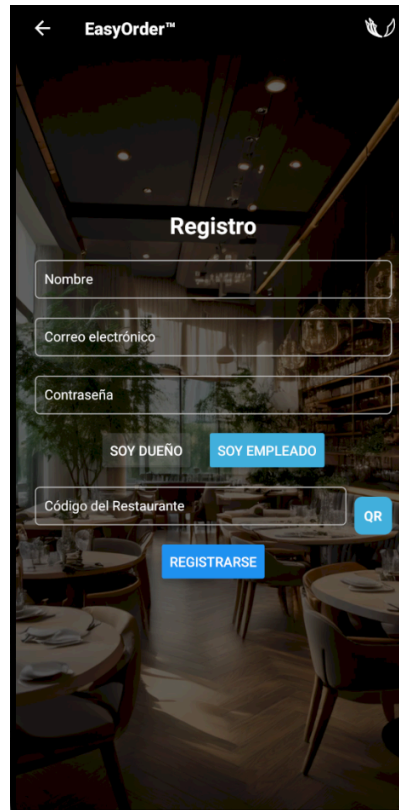 EasyOrder™
Registro
Nombre
Correo electrónico
Contraseña
SOY DUEÑO SOY EMPLEADO
Código del Restaurante
QR
REGISTRARSE